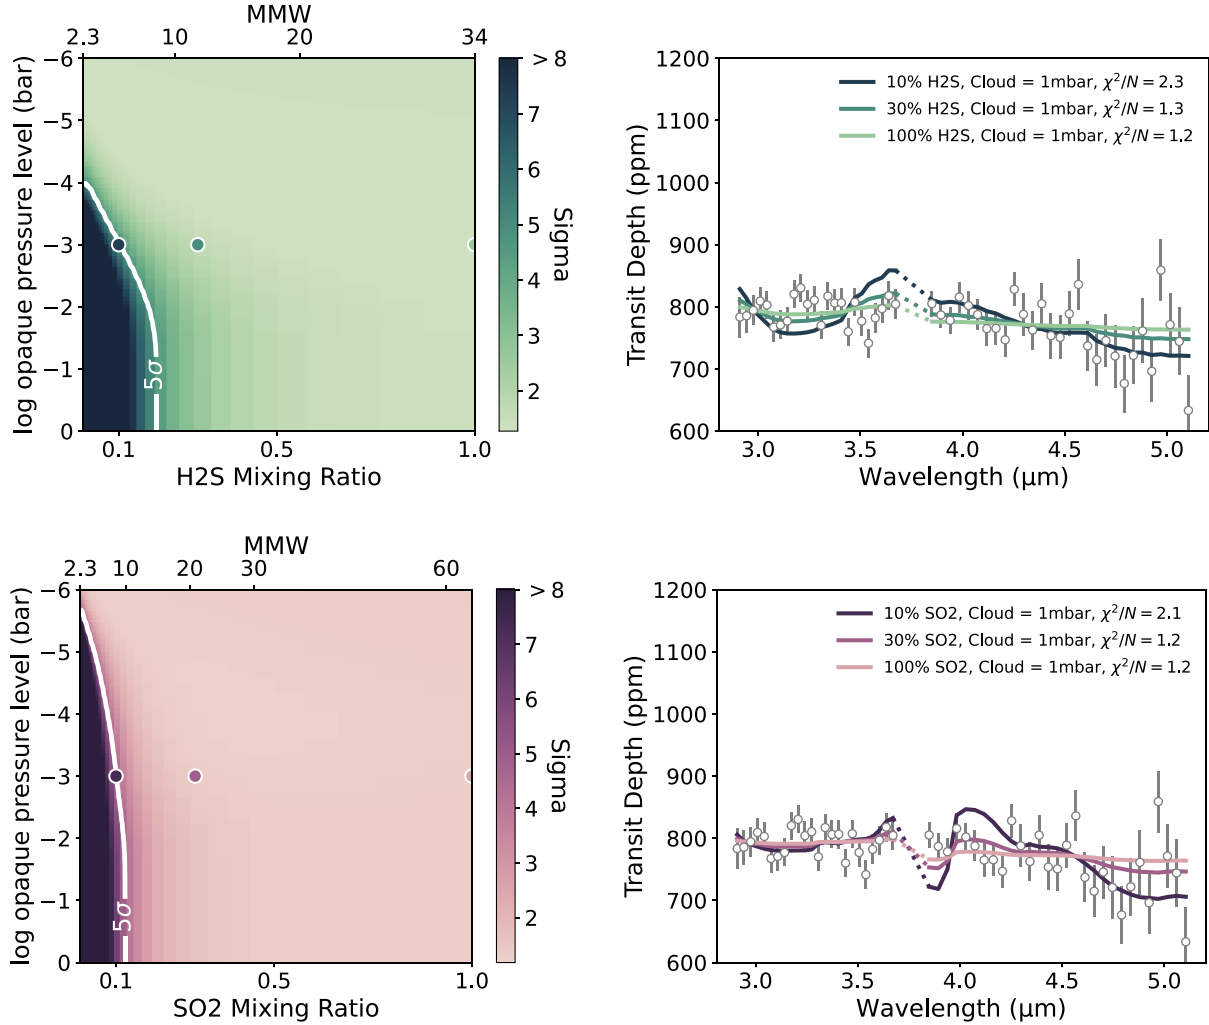 MMW
2.3 10 20 34
−6
−5
−4
−3
−2
−1
0
log opaque pressure level (bar)
5σ
0.1 0.5 1.0
H2S Mixing Ratio
> 8
7
6
5
4
3
2
Sigma
1200
1100
1000
900
800
700
600
Transit Depth (ppm)
10% H2S, Cloud = 1mbar, χ²/N = 2.3
30% H2S, Cloud = 1mbar, χ²/N = 1.3
100% H2S, Cloud = 1mbar, χ²/N = 1.2
3.0 3.5 4.0 4.5 5.0
Wavelength (μm)
MMW
2.3 10 20 30 60
−6
−5
−4
−3
−2
−1
0
log opaque pressure level (bar)
5σ
0.1 0.5 1.0
SO2 Mixing Ratio
> 8
7
6
5
4
3
2
Sigma
1200
1100
1000
900
800
700
600
Transit Depth (ppm)
10% SO2, Cloud = 1mbar, χ²/N = 2.1
30% SO2, Cloud = 1mbar, χ²/N = 1.2
100% SO2, Cloud = 1mbar, χ²/N = 1.2
3.0 3.5 4.0 4.5 5.0
Wavelength (μm)